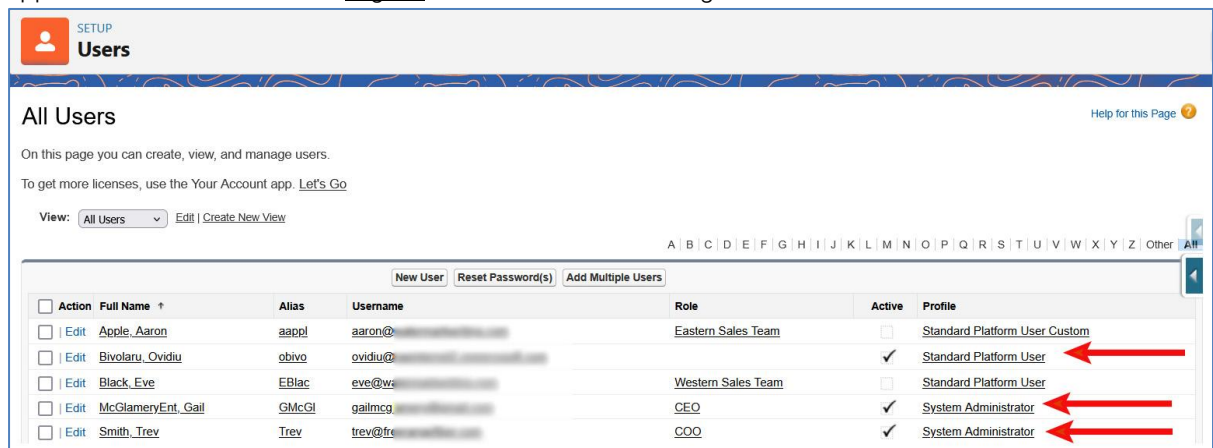 SETUP
Users
All Users
Help for this Page
On this page you can create, view, and manage users.
To get more licenses, use the Your Account app. Let's Go
View: All Users Edit | Create New View
A | B | C | D | E | F | G | H | I | J | K | L | M | N | O | P | Q | R | S | T | U | V | W | X | Y | Z | Other | All
New User Reset Password(s) Add Multiple Users
Action Full Name ↑ Alias Username Role Active Profile
| Edit Apple, Aaron aappl aaron@ Eastern Sales Team Standard Platform User Custom
| Edit Bivolaru, Ovidiu obivo ovidiu@ ✓ Standard Platform User
| Edit Black, Eve EBlac eve@wa Western Sales Team Standard Platform User
| Edit McGlameryEnt, Gail GMcGl gailmcg CEO ✓ System Administrator
| Edit Smith, Trev Trev trev@fr COO ✓ System Administrator